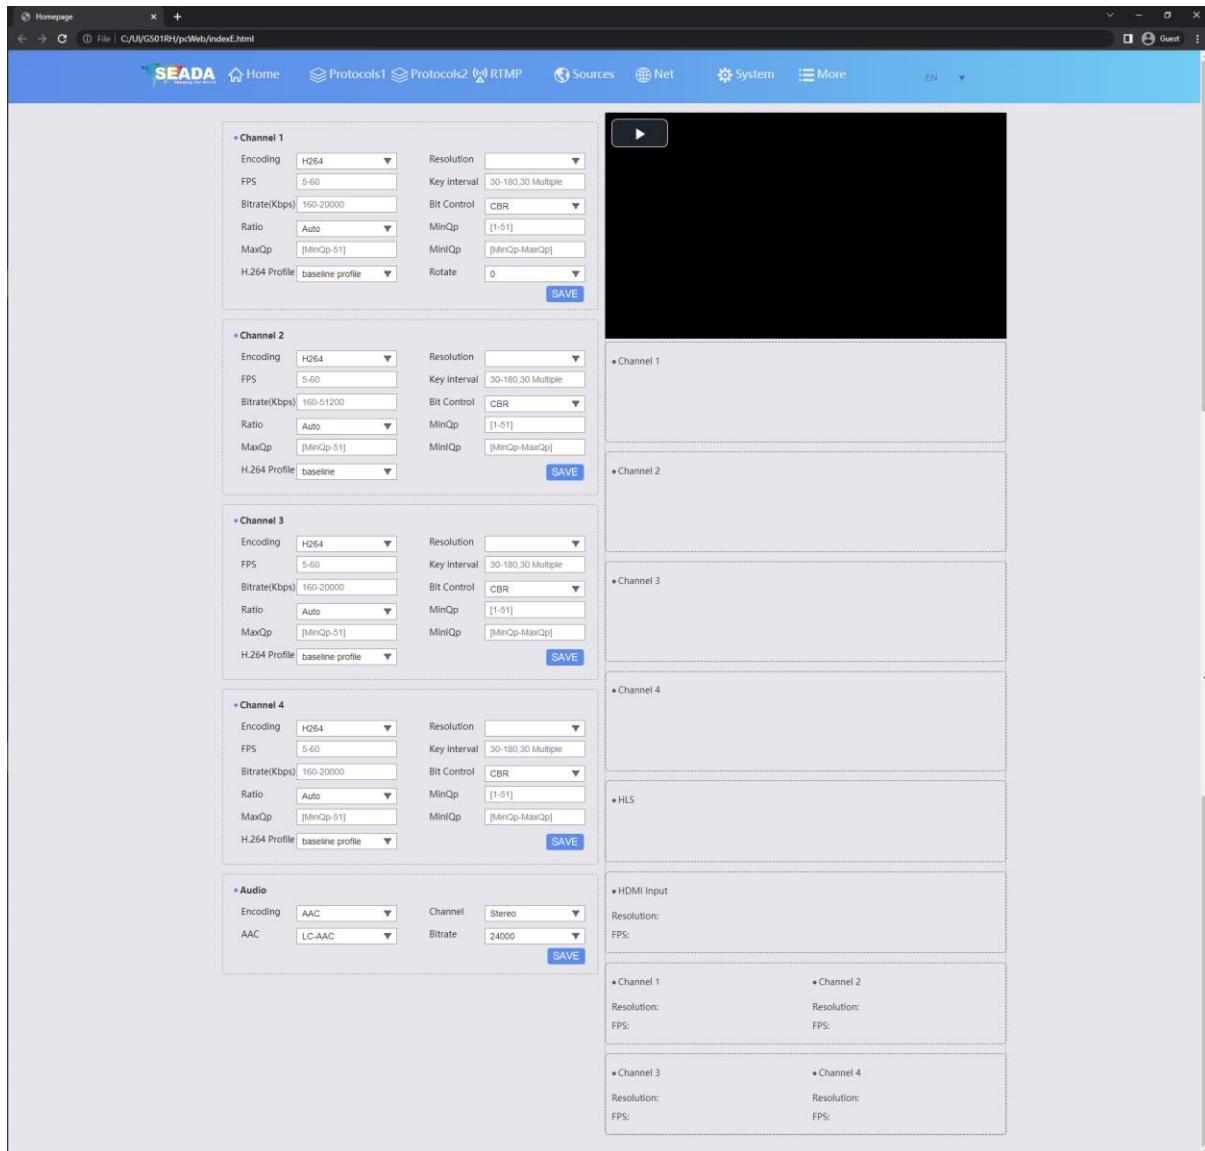 Homepage
File | C:/UI/G501RH/pcWeb/indexE.html
Guest
SEADA Home Protocols1 Protocols2 RTMP Sources Net System More EN
Channel 1
Encoding H264 Resolution
FPS 5-60 Key interval 30-180,30 Multiple
Bitrate(Kbps) 160-20000 Bit Control CBR
Ratio Auto MinQp [1-51]
MaxQp [MinQp-51] MinIQp [MinQp-MaxQp]
H.264 Profile baseline profile Rotate 0
SAVE
Channel 2
Encoding H264 Resolution
FPS 5-60 Key interval 30-180,30 Multiple
Bitrate(Kbps) 160-51200 Bit Control CBR
Ratio Auto MinQp [1-51]
MaxQp [MinQp-51] MinIQp [MinQp-MaxQp]
H.264 Profile baseline SAVE
Channel 3
Encoding H264 Resolution
FPS 5-60 Key interval 30-180,30 Multiple
Bitrate(Kbps) 160-20000 Bit Control CBR
Ratio Auto MinQp [1-51]
MaxQp [MinQp-51] MinIQp [MinQp-MaxQp]
H.264 Profile baseline profile SAVE
Channel 4
Encoding H264 Resolution
FPS 5-60 Key interval 30-180,30 Multiple
Bitrate(Kbps) 160-20000 Bit Control CBR
Ratio Auto MinQp [1-51]
MaxQp [MinQp-51] MinIQp [MinQp-MaxQp]
H.264 Profile baseline profile SAVE
Audio
Encoding AAC Channel Stereo
AAC LC-AAC Bitrate 24000
SAVE
Channel 1
Channel 2
Channel 3
Channel 4
HLS
HDMI Input
Resolution:
FPS:
Channel 1 Channel 2
Resolution: Resolution:
FPS: FPS:
Channel 3 Channel 4
Resolution: Resolution:
FPS: FPS: